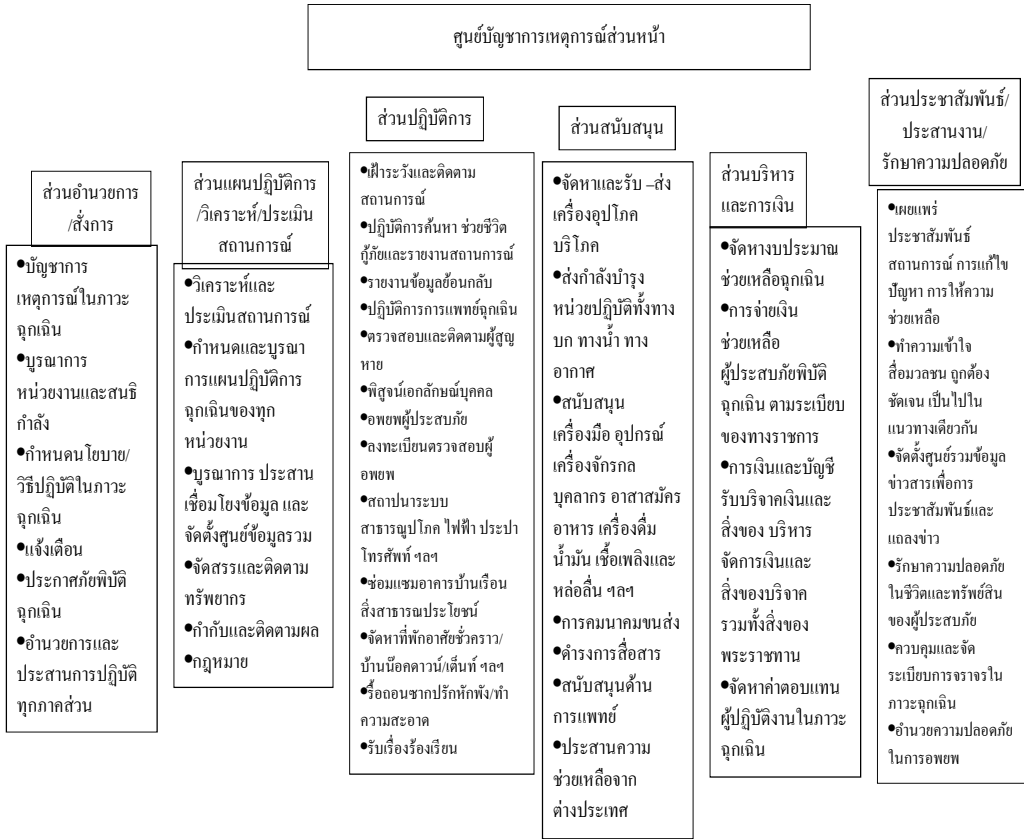 ศูนย์บัญชาการเหตุการณ์ส่วนหน้า
ส่วนอำนวยการ
/สั่งการ
●บัญชาการ
เหตุการณ์ในภาวะ
ฉุกเฉิน
●บูรณาการ
หน่วยงานและสนธิ
กำลัง
●กำหนดนโยบาย/
วิธีปฏิบัติในภาวะ
ฉุกเฉิน
●แจ้งเตือน
●ประกาศภัยพิบัติ
ฉุกเฉิน
●อำนวยการและ
ประสานการปฏิบัติ
ทุกภาคส่วน
ส่วนแผนปฏิบัติการ
/วิเคราะห์/ประเมิน
สถานการณ์
●วิเคราะห์และ
ประเมินสถานการณ์
●กำหนดและบูรณา
การแผนปฏิบัติการ
ฉุกเฉินของทุก
หน่วยงาน
●บูรณาการ ประสาน
เชื่อมโยงข้อมูล และ
จัดตั้งศูนย์ข้อมูลรวม
●จัดสรรและติดตาม
ทรัพยากร
●กำกับและติดตามผล
●กฎหมาย
ส่วนปฏิบัติการ
●เฝ้าระวังและติดตาม
สถานการณ์
●ปฏิบัติการค้นหา ช่วยชีวิต
กู้ภัยและรายงานสถานการณ์
●รายงานข้อมูลย้อนกลับ
●ปฏิบัติการการแพทย์ฉุกเฉิน
●ตรวจสอบและติดตามผู้สูญ
หาย
●พิสูจน์เอกลักษณ์บุคคล
●อพยพผู้ประสบภัย
●ลงทะเบียนตรวจสอบผู้
อพยพ
●สถาปนาระบบ
สาธารณูปโภค ไฟฟ้า ประปา
โทรศัพท์ ฯลฯ
●ซ่อมแซมอาคารบ้านเรือน
สิ่งสาธารณประโยชน์
●จัดหาที่พักอาศัยชั่วคราว/
บ้านน๊อคดาวน์/เต็นท์ ฯลฯ
●รื้อถอนซากปรักหักพัง/ทำ
ความสะอาด
●รับเรื่องร้องเรียน
ส่วนสนับสนุน
●จัดหาและรับ –ส่ง
เครื่องอุปโภค
บริโภค
●ส่งกำลังบำรุง
หน่วยปฏิบัติทั้งทาง
บก ทางน้ำ ทาง
อากาศ
●สนับสนุน
เครื่องมือ อุปกรณ์
เครื่องจักรกล
บุคลากร อาสาสมัคร
อาหาร เครื่องดื่ม
น้ำมัน เชื้อเพลิงและ
หล่อลื่น ฯลฯ
●การคมนาคมขนส่ง
●ดำรงการสื่อสาร
●สนับสนุนด้าน
การแพทย์
●ประสานความ
ช่วยเหลือจาก
ต่างประเทศ
ส่วนบริหาร
และการเงิน
●จัดหางบประมาณ
ช่วยเหลือฉุกเฉิน
●การจ่ายเงิน
ช่วยเหลือ
ผู้ประสบภัยพิบัติ
ฉุกเฉิน ตามระเบียบ
ของทางราชการ
●การเงินและบัญชี
รับบริจาคเงินและ
สิ่งของ บริหาร
จัดการเงินและ
สิ่งของบริจาค
รวมทั้งสิ่งของ
พระราชทาน
●จัดหาค่าตอบแทน
ผู้ปฏิบัติงานในภาวะ
ฉุกเฉิน
ส่วนประชาสัมพันธ์/
ประสานงาน/
รักษาความปลอดภัย
●เผยแพร่
ประชาสัมพันธ์
สถานการณ์ การแก้ไข
ปัญหา การให้ความ
ช่วยเหลือ
●ทำความเข้าใจ
สื่อมวลชน ถูกต้อง
ชัดเจน เป็นไปใน
แนวทางเดียวกัน
●จัดตั้งศูนย์รวมข้อมูล
ข่าวสารเพื่อการ
ประชาสัมพันธ์และ
แถลงข่าว
●รักษาความปลอดภัย
ในชีวิตและทรัพย์สิน
ของผู้ประสบภัย
●ควบคุมและจัด
ระเบียบการจราจรใน
ภาวะฉุกเฉิน
●อำนวยความปลอดภัย
ในการอพยพ